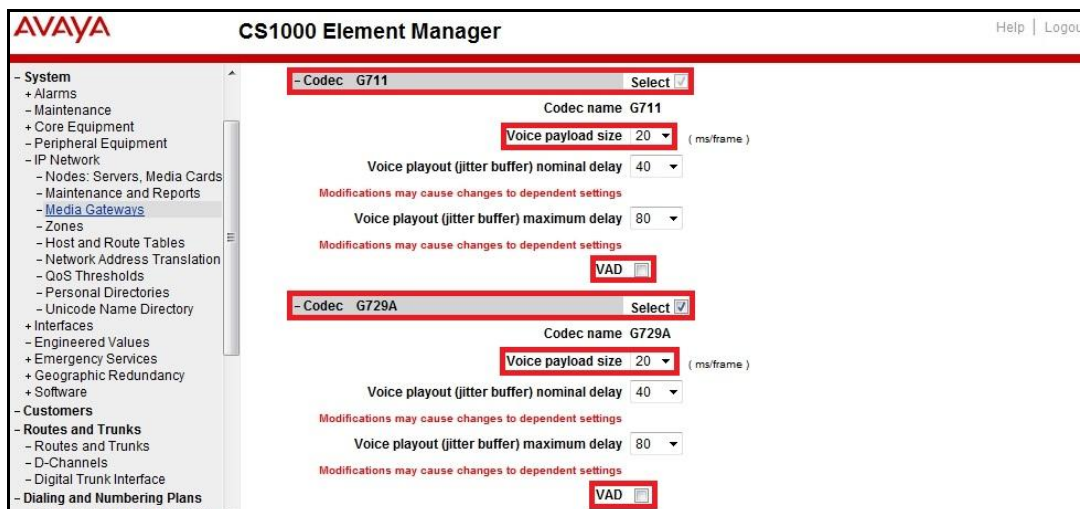 AVAYA
CS1000 Element Manager
Help | Logou
- System
+ Alarms
- Maintenance
+ Core Equipment
- Peripheral Equipment
- IP Network
- Nodes: Servers, Media Cards
- Maintenance and Reports
- Media Gateways
- Zones
- Host and Route Tables
- Network Address Translation
- QoS Thresholds
- Personal Directories
- Unicode Name Directory
+ Interfaces
- Engineered Values
+ Emergency Services
+ Geographic Redundancy
+ Software
- Customers
- Routes and Trunks
- Routes and Trunks
- D-Channels
- Digital Trunk Interface
- Dialing and Numbering Plans
- Codec G711 Select
Codec name G711
Voice payload size 20 ( ms/frame )
Voice playout (jitter buffer) nominal delay 40
Modifications may cause changes to dependent settings
Voice playout (jitter buffer) maximum delay 80
Modifications may cause changes to dependent settings
VAD
- Codec G729A Select
Codec name G729A
Voice payload size 20 ( ms/frame )
Voice playout (jitter buffer) nominal delay 40
Modifications may cause changes to dependent settings
Voice playout (jitter buffer) maximum delay 80
Modifications may cause changes to dependent settings
VAD